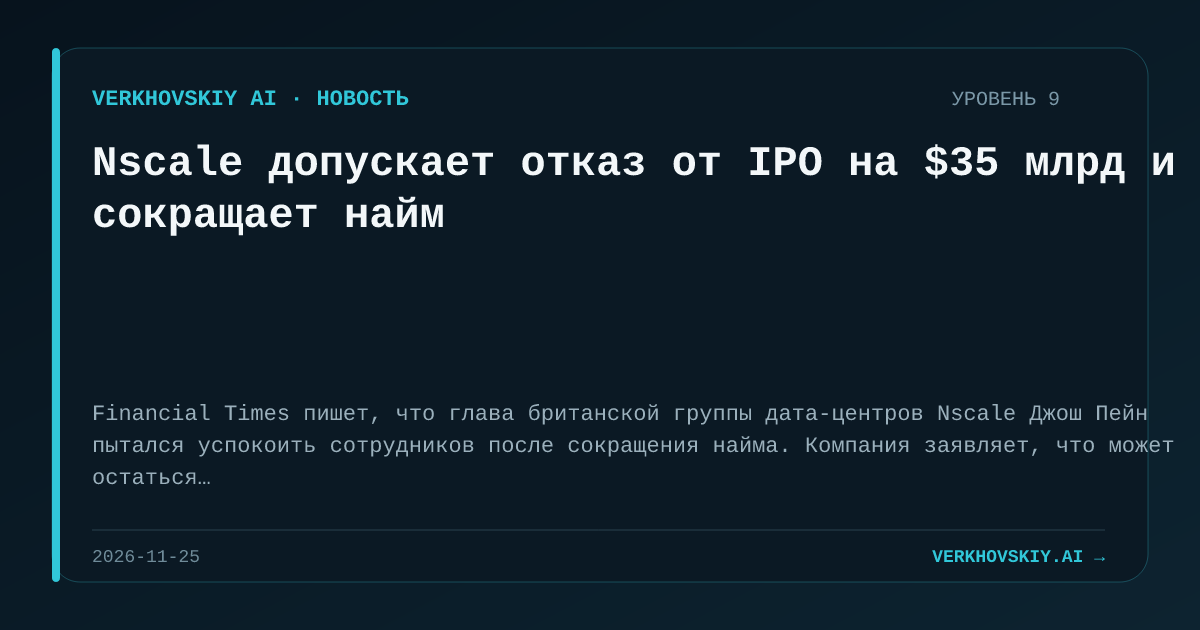 VERKHOVSKIY AI · НОВОСТЬ
УРОВЕНЬ 9
Nscale допускает отказ от IPO на $35 млрд и
сокращает найм
Financial Times пишет, что глава британской группы дата-центров Nscale Джош Пейн
пытался успокоить сотрудников после сокращения найма. Компания заявляет, что может
остаться…
2026-11-25
VERKHOVSKIY.AI →